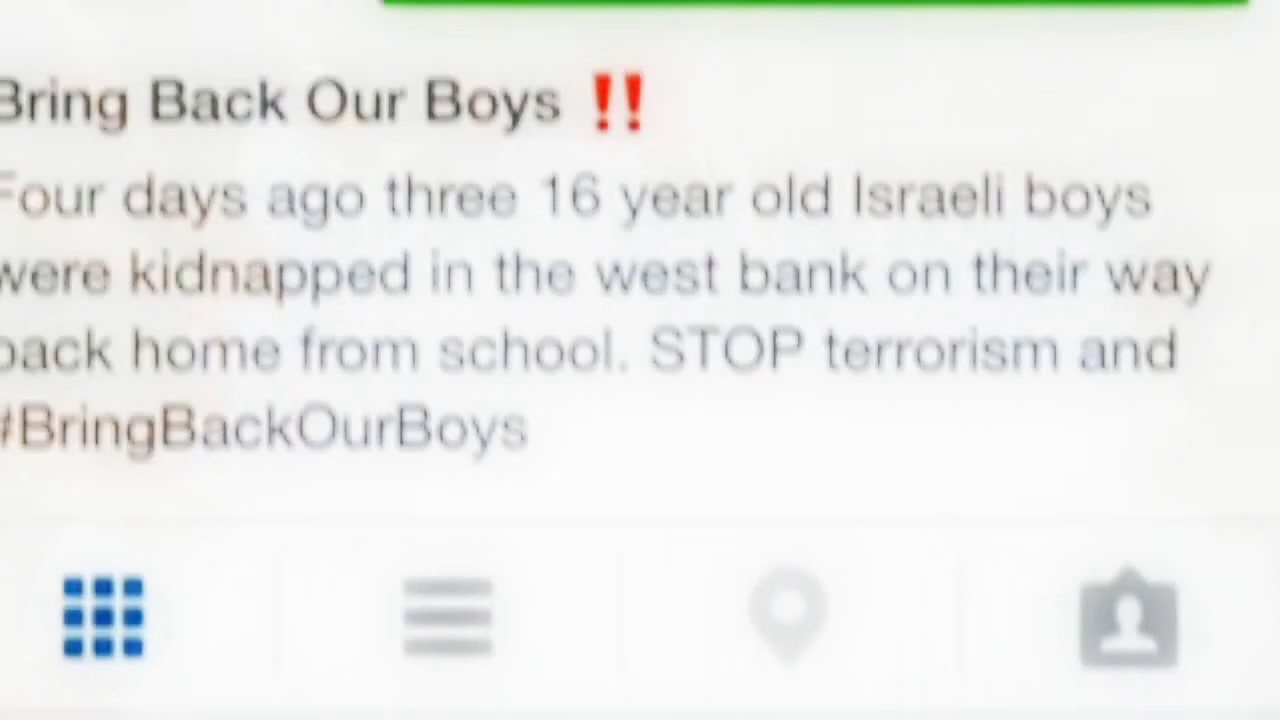 Bring Back Our Boys ‼️
Four days ago three 16 year old Israeli boys
were kidnapped in the west bank on their way
back home from school. STOP terrorism and
#BringBackOurBoys